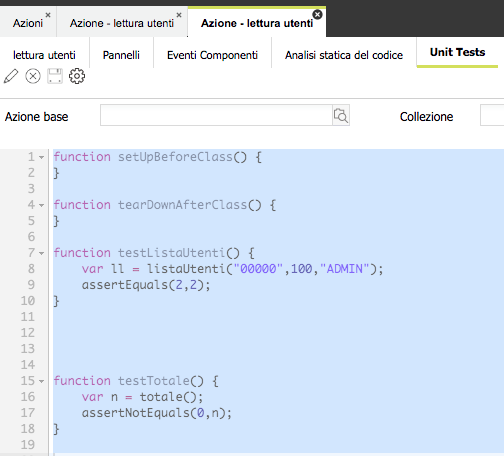 Azioni Azione - lettura utenti Azione - lettura utenti
lettura utenti Pannelli Eventi Componenti Analisi statica del codice Unit Tests
Azione base Collezione
1 function setUpBeforeClass() {
2 }
3
4 function tearDownAfterClass() {
5 }
6
7 function testListaUtenti() {
8 var ll = listaUtenti("00000",100,"ADMIN");
9 assertEquals(2,2);
10 }
11
12
13
14
15 function testTotale() {
16 var n = totale();
17 assertNotEquals(0,n);
18 }
19